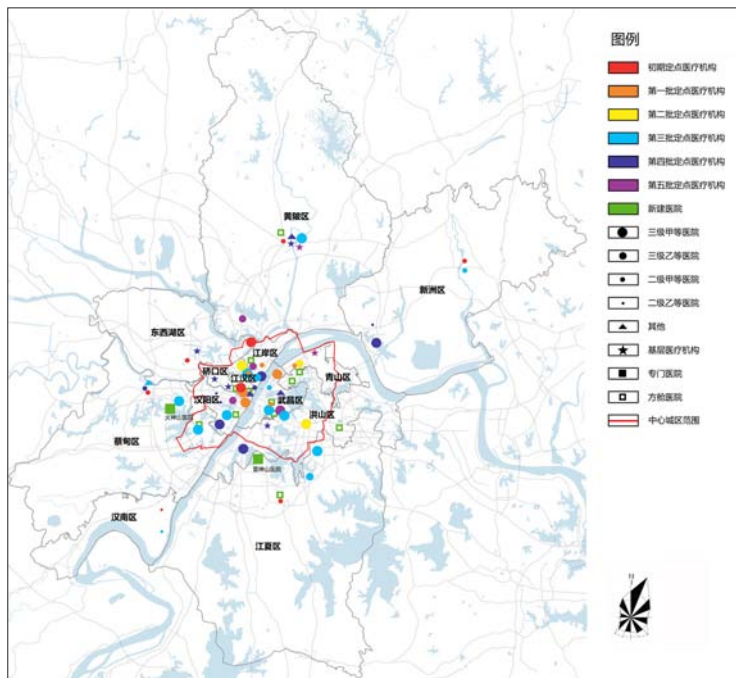 图例
初期定点医疗机构
第一批定点医疗机构
第二批定点医疗机构
第三批定点医疗机构
第四批定点医疗机构
第五批定点医疗机构
新建医院
三级甲等医院
三级乙等医院
二级甲等医院
二级乙等医院
其他
基层医疗机构
专门医院
方舱医院
中心城区范围
黄陂区
新洲区
东西湖区
江岸区
硚口区
江汉区
青山区
汉阳区
武昌区
洪山区
火神山医院
蔡甸区
雷神山医院
汉南区
江夏区
N